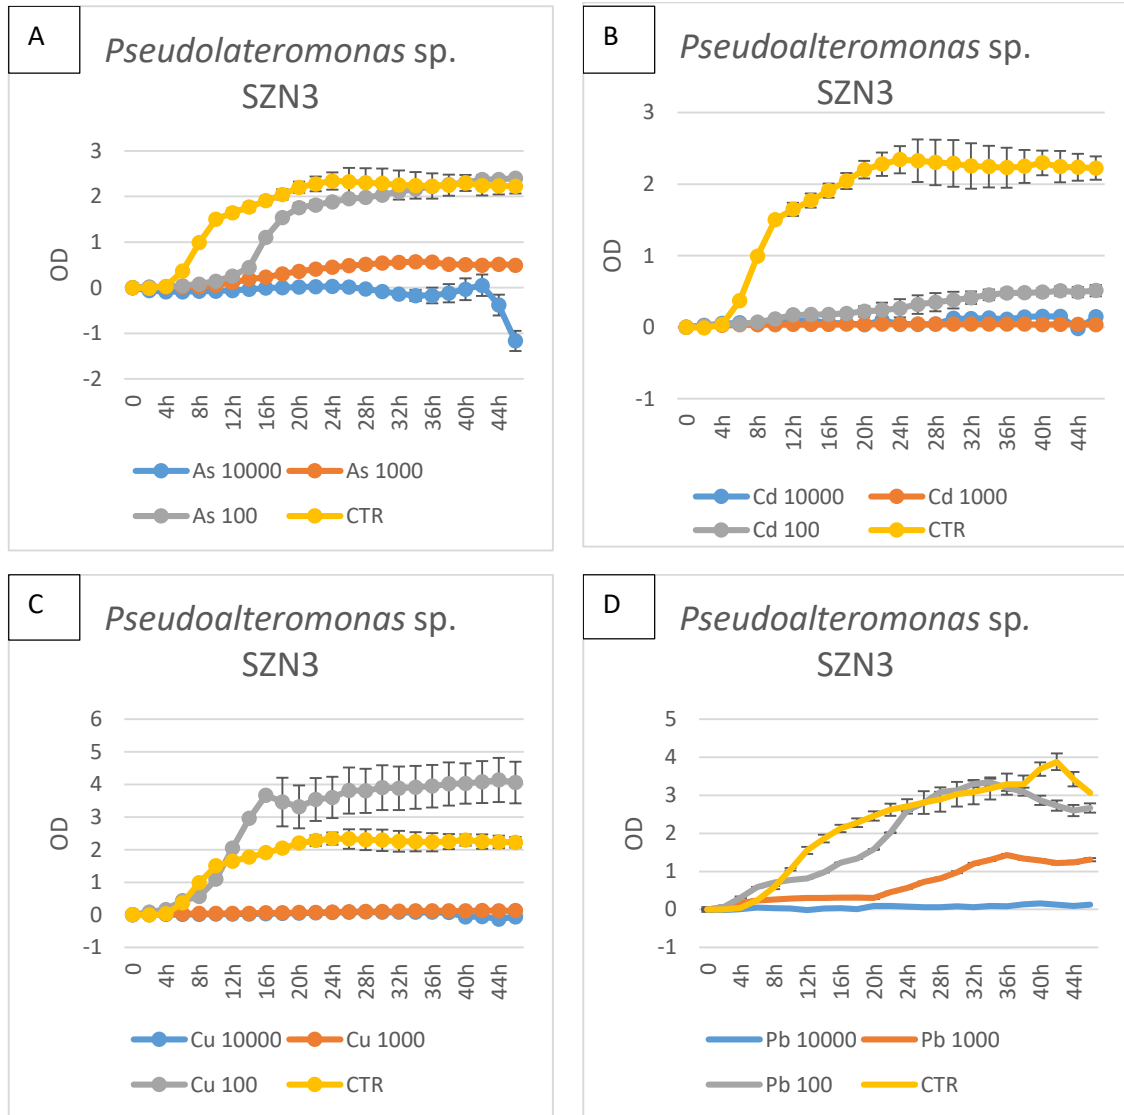 A
Pseudolateromonas sp.
SZN3
OD
3
2
1
0
-1
-2
0 4h 8h 12h 16h 20h 24h 28h 32h 36h 40h 44h
As 10000 As 1000
As 100 CTR
B
Pseudoalteromonas sp.
SZN3
OD
3
2
1
0
-1
0 4h 8h 12h 16h 20h 24h 28h 32h 36h 40h 44h
Cd 10000 Cd 1000
Cd 100 CTR
C
Pseudoalteromonas sp.
SZN3
OD
6
5
4
3
2
1
0
-1
0 4h 8h 12h 16h 20h 24h 28h 32h 36h 40h 44h
Cu 10000 Cu 1000
Cu 100 CTR
D
Pseudoalteromonas sp.
SZN3
OD
5
4
3
2
1
0
-1
0 4h 8h 12h 16h 20h 24h 28h 32h 36h 40h 44h
Pb 10000 Pb 1000
Pb 100 CTR